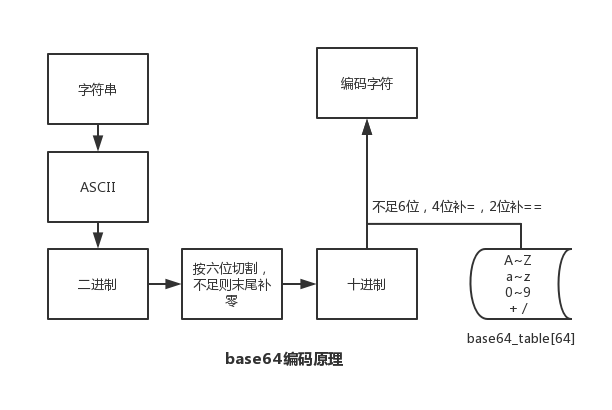 字符串
编码字符
ASCII
不足6位，4位补=，2位补==
二进制
按六位切割，
不足则末尾补
零
十进制
A~Z
a~z
0~9
+ /
base64_table[64]
base64编码原理